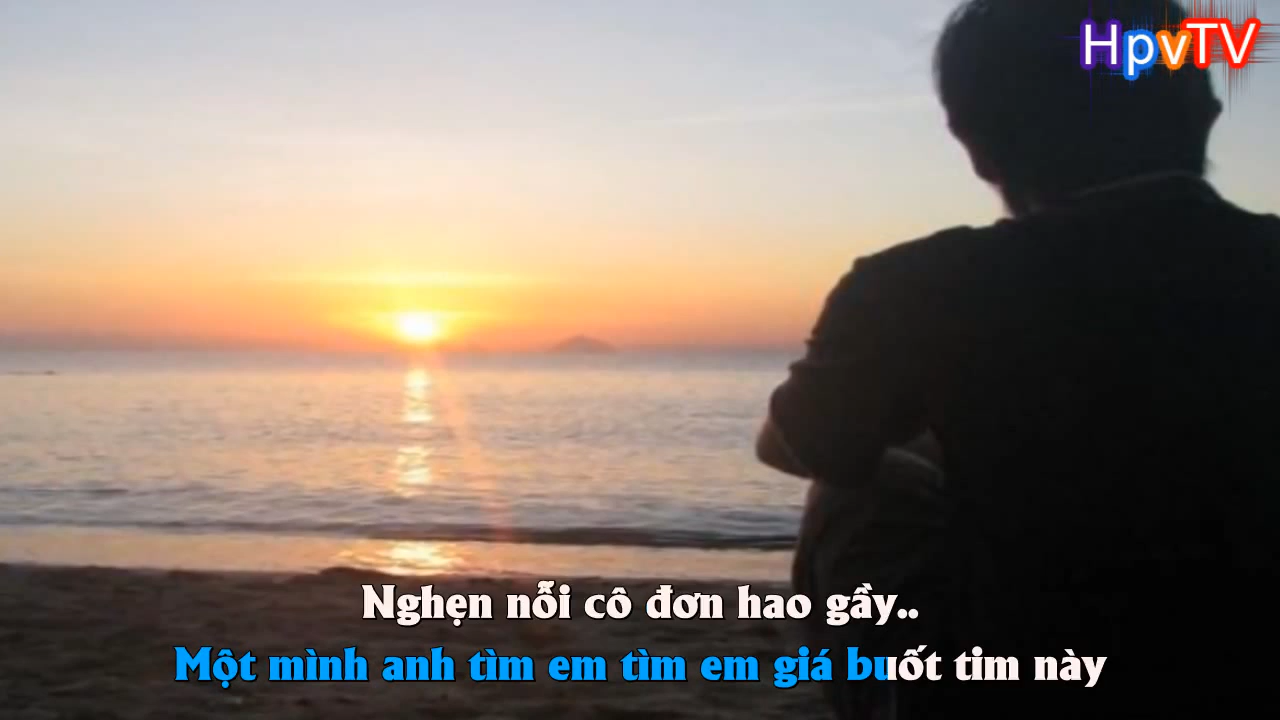 HpvTV
Nghẹn nỗi cô đơn hao gầy..
Một mình anh tìm em tìm em giá buốt tim này